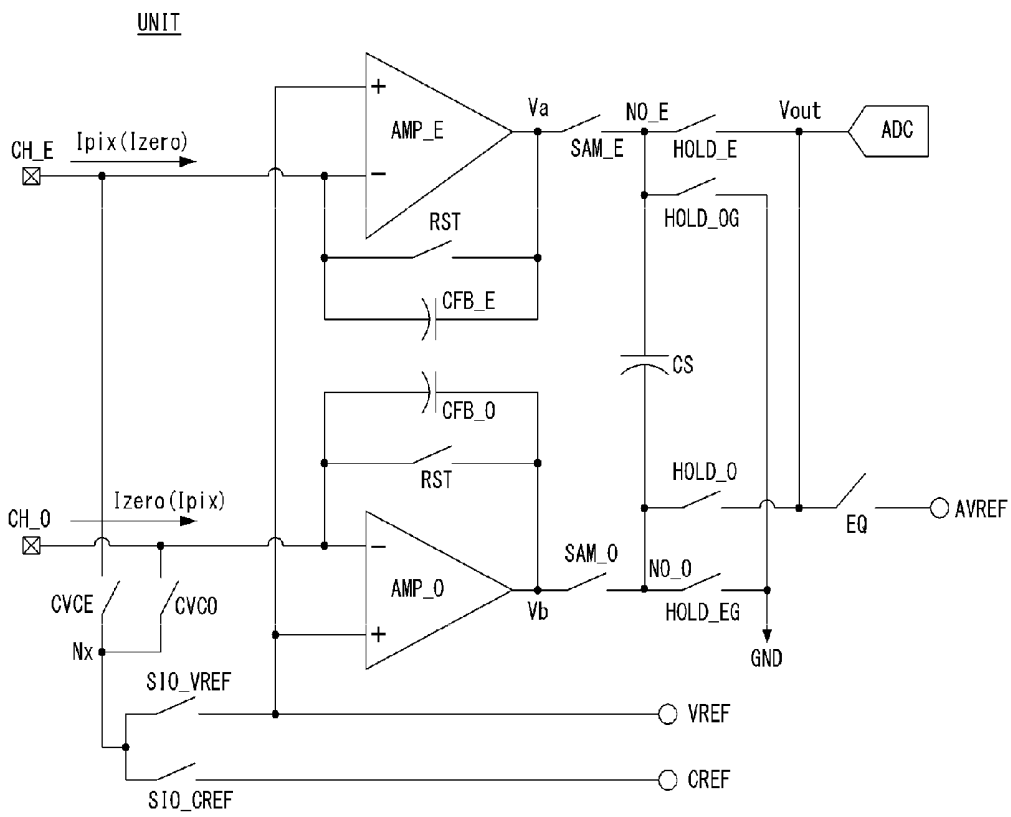 UNIT
+
AMP_E
−
Va
SAM_E
NO_E
HOLD_E
Vout
ADC
Ipix(Izero)
CH_E
HOLD_OG
RST
CFB_E
CS
CFB_O
RST
HOLD_O
EQ
AVREF
Izero(Ipix)
CH_O
−
AMP_O
+
Vb
SAM_O
NO_O
HOLD_EG
GND
CVCE
CVCO
Nx
SIO_VREF
VREF
SIO_CREF
CREF